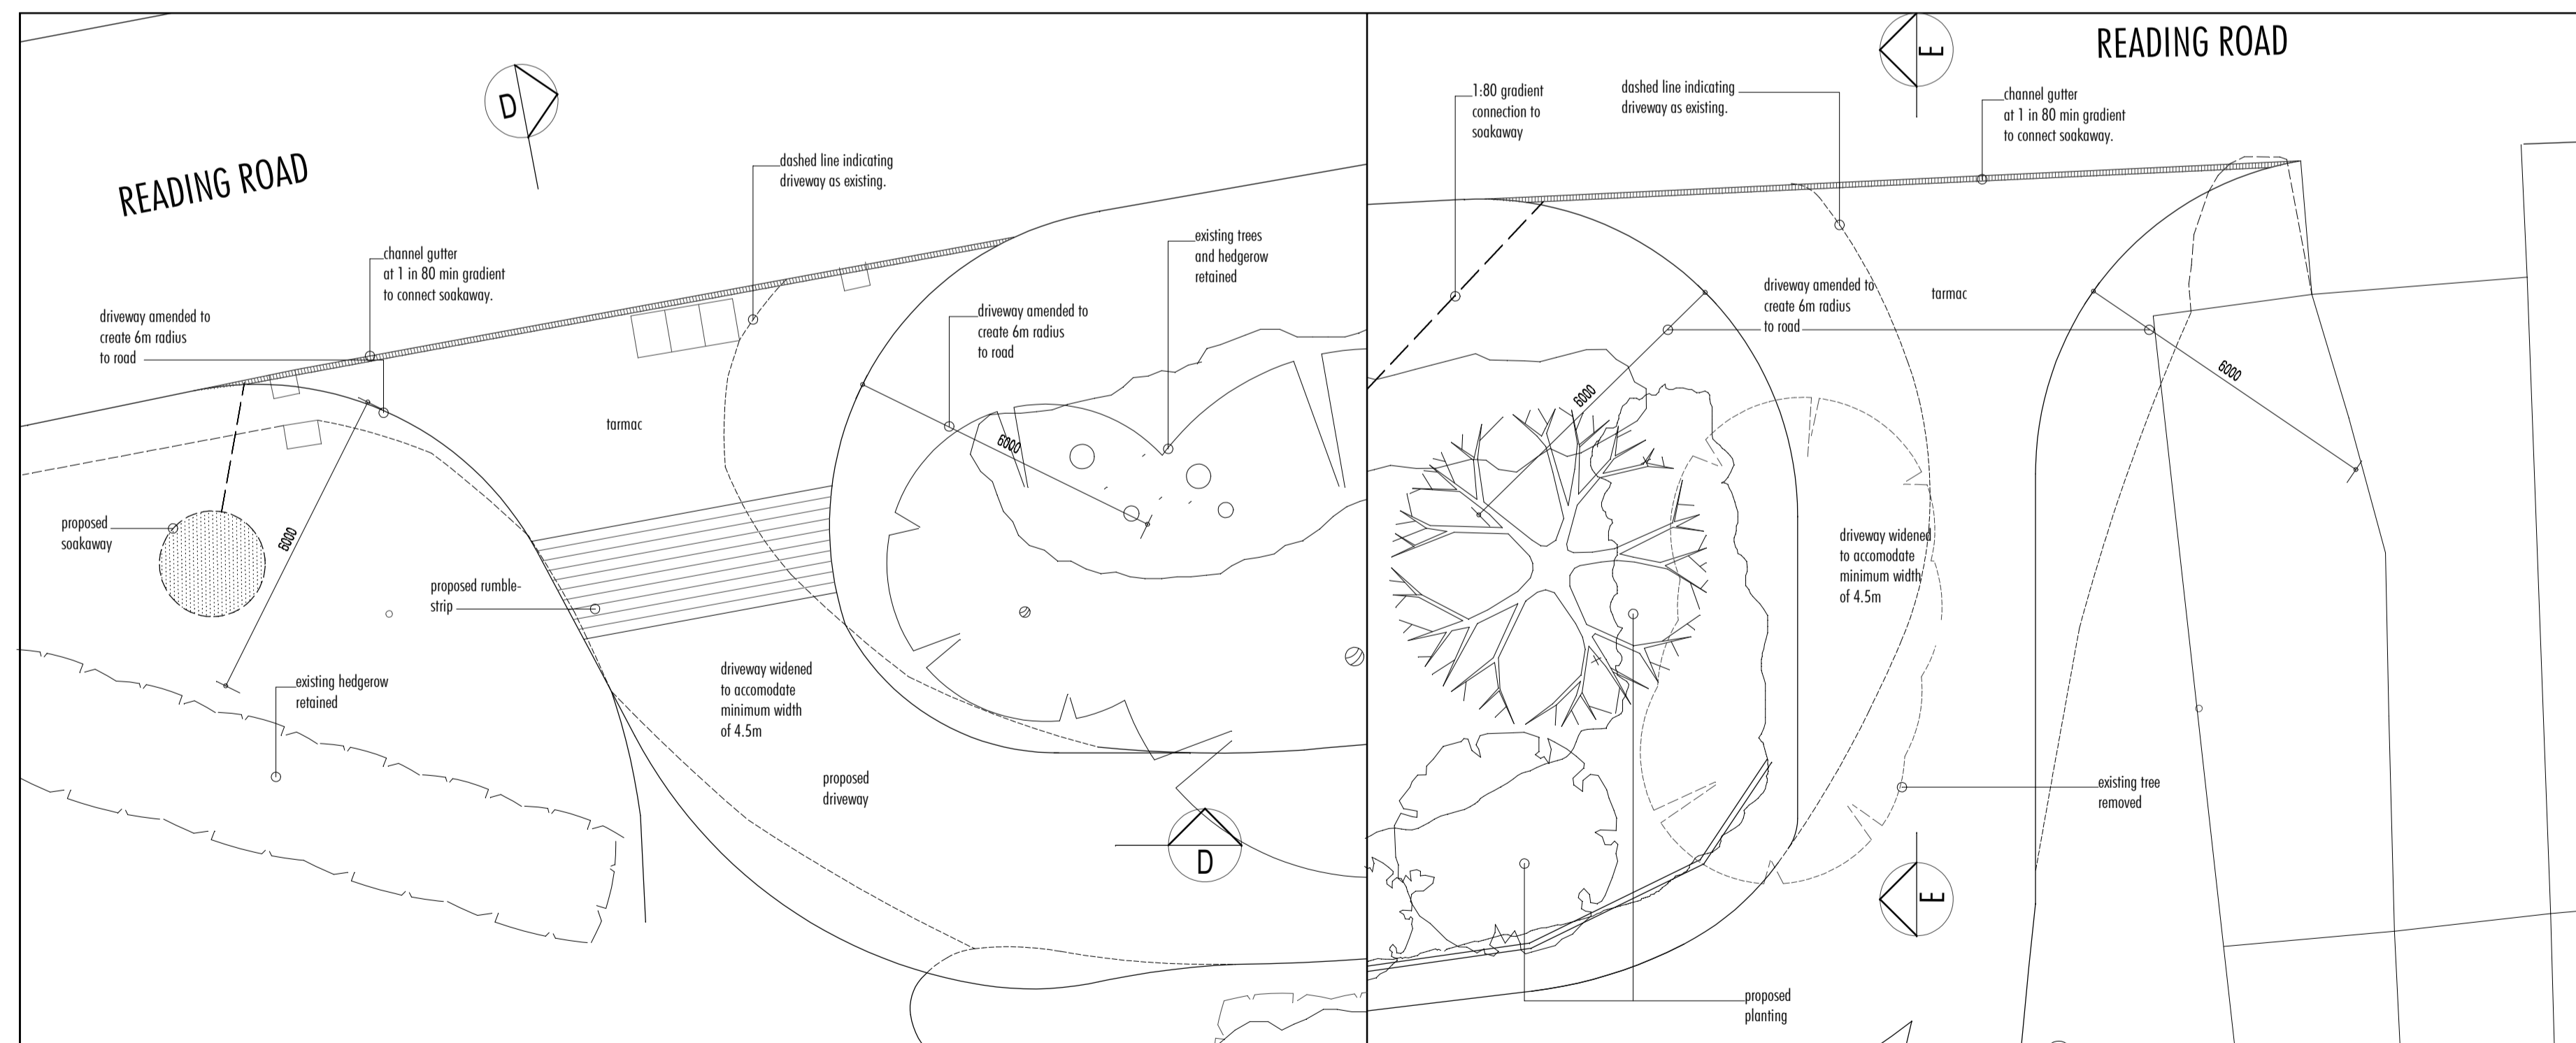 READING ROAD
D
dashed line indicating
driveway as existing.
channel gutter
at 1 in 80 min gradient
to connect soakaway.
existing trees
and hedgerow
retained
driveway amended to
create 6m radius
to road
driveway amended to
create 6m radius
to road
6000
tarmac
proposed
soakaway
6000
proposed rumble-
strip
existing hedgerow
retained
driveway widened
to accomodate
minimum width
of 4.5m
proposed
driveway
D
READING ROAD
E
1:80 gradient
connection to
soakaway
dashed line indicating
driveway as existing.
channel gutter
at 1 in 80 min gradient
to connect soakaway.
driveway amended to
create 6m radius
to road
tarmac
6000
6000
driveway widened
to accomodate
minimum width
of 4.5m
existing tree
removed
E
proposed
planting